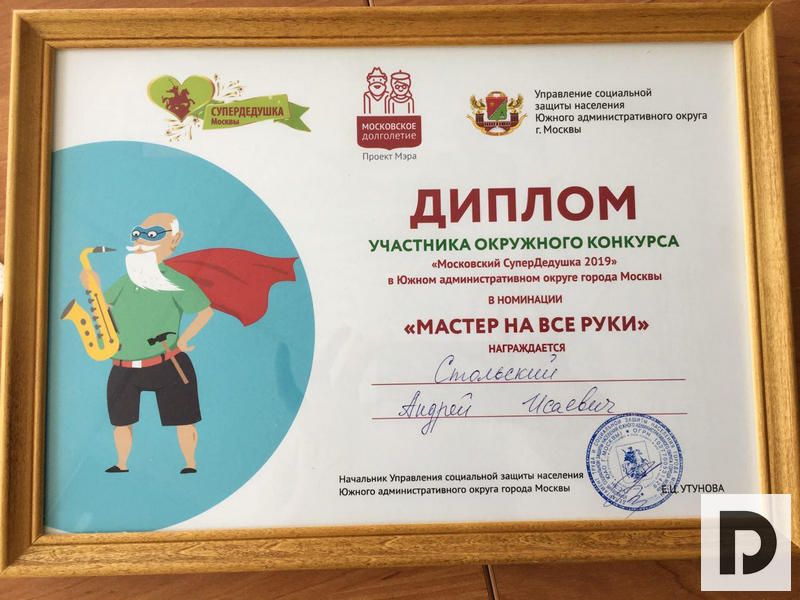 СУПЕРДЕДУШКА
Москвы
МОСКОВСКОЕ
ДОЛГОЛЕТИЕ
Проект Мэра
Управление социальной
защиты населения
Южного административного округа
г. Москвы
ДИПЛОМ
УЧАСТНИКА ОКРУЖНОГО КОНКУРСА
«Московский СуперДедушка 2019»
в Южном административном округе города Москвы
В НОМИНАЦИИ
«МАСТЕР НА ВСЕ РУКИ»
НАГРАЖДАЕТСЯ
Стольский
Андрей Исаевич
Начальник Управления социальной защиты населения
Южного административного округа города Москвы
Е.Ц. УТУНОВА
D